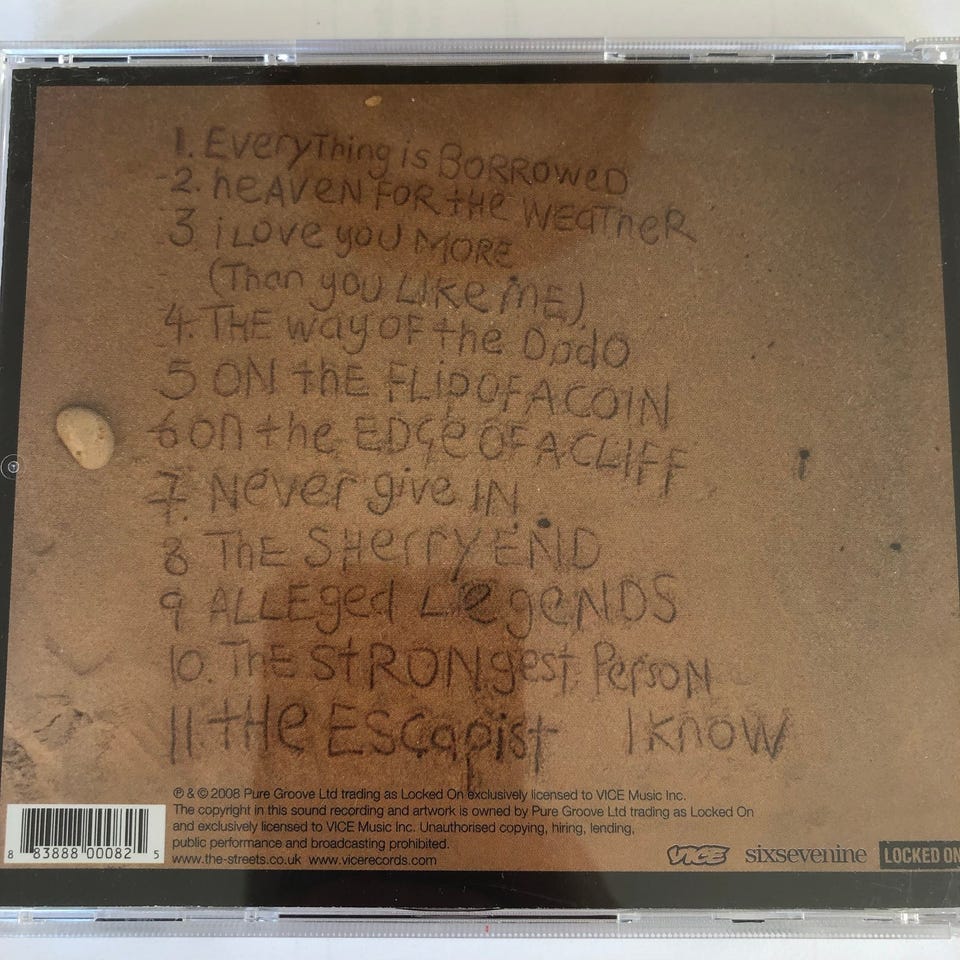 1. EVERYThing is BORROWeD
2. heAVEN FOR tHe WEaTheR
3 i Love you MORE
(Than you LiKe ME)
4. THE way OF the DodO
5 ON thE FLIP OF A COIN
6 on the EDGe OF A CLIFF
7. Never give IN
8 ThE SHerry END
9 ALLEged LegeNDS
10. ThE StRONgest Person
I know
11. tHe Escapist
℗ & © 2008 Pure Groove Ltd trading as Locked On exclusively licensed to VICE Music Inc.
The copyright in this sound recording and artwork is owned by Pure Groove Ltd trading as Locked On
and exclusively licensed to VICE Music Inc. Unauthorised copying, hiring, lending,
public performance and broadcasting prohibited.
www.the-streets.co.uk www.vicerecords.com
8 83888 00082 5
VICE sixsevenine LOCKED ON